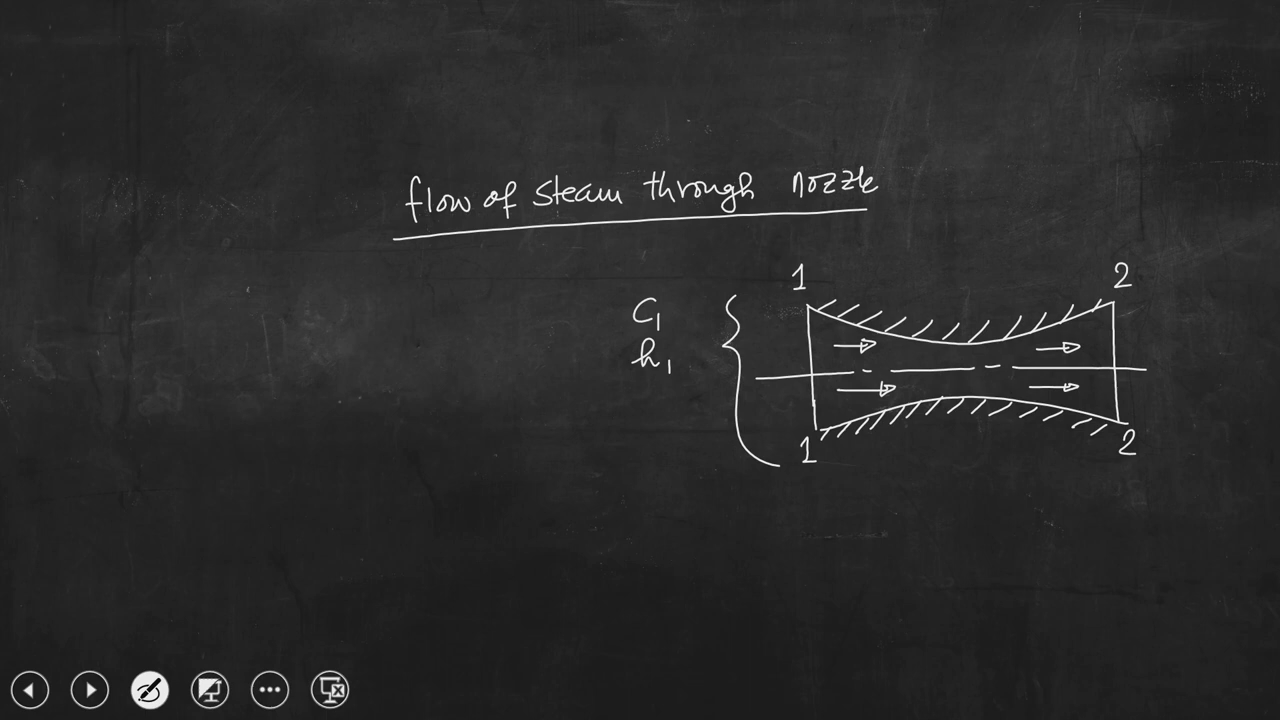 flow of steam through nozzle
1 2
C₁
h₁
1 2